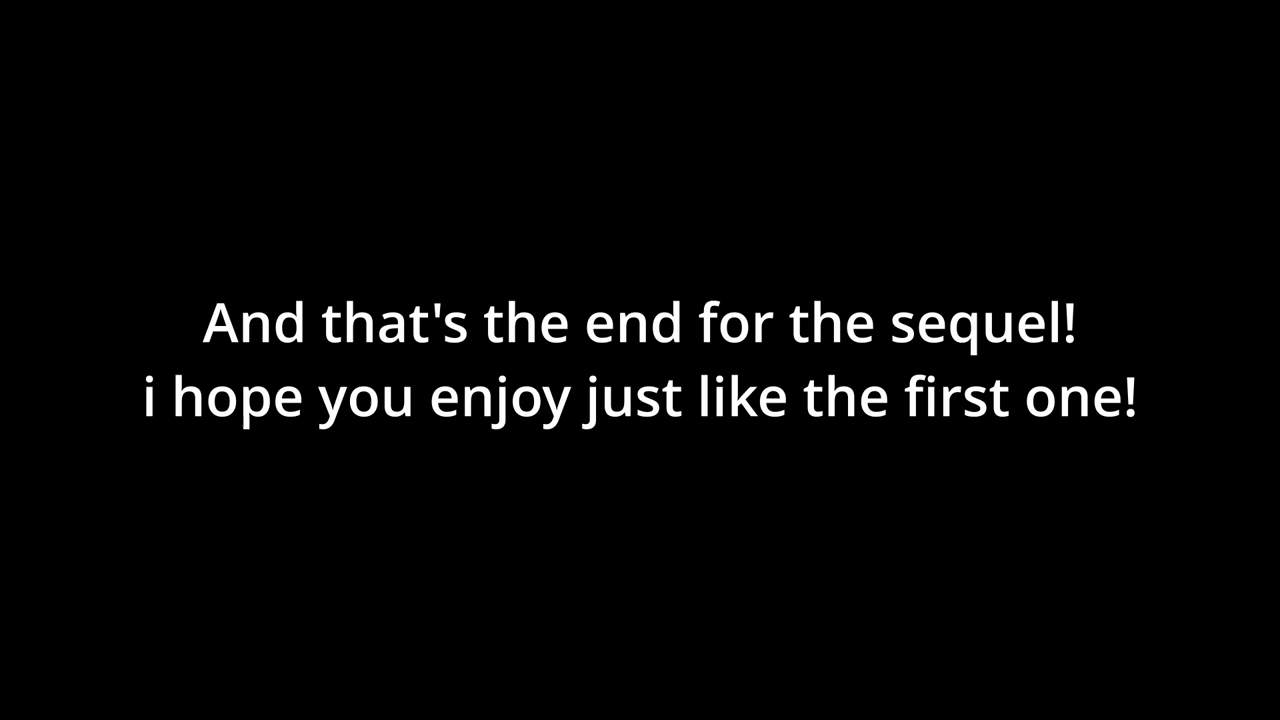 And that's the end for the sequel!
i hope you enjoy just like the first one!